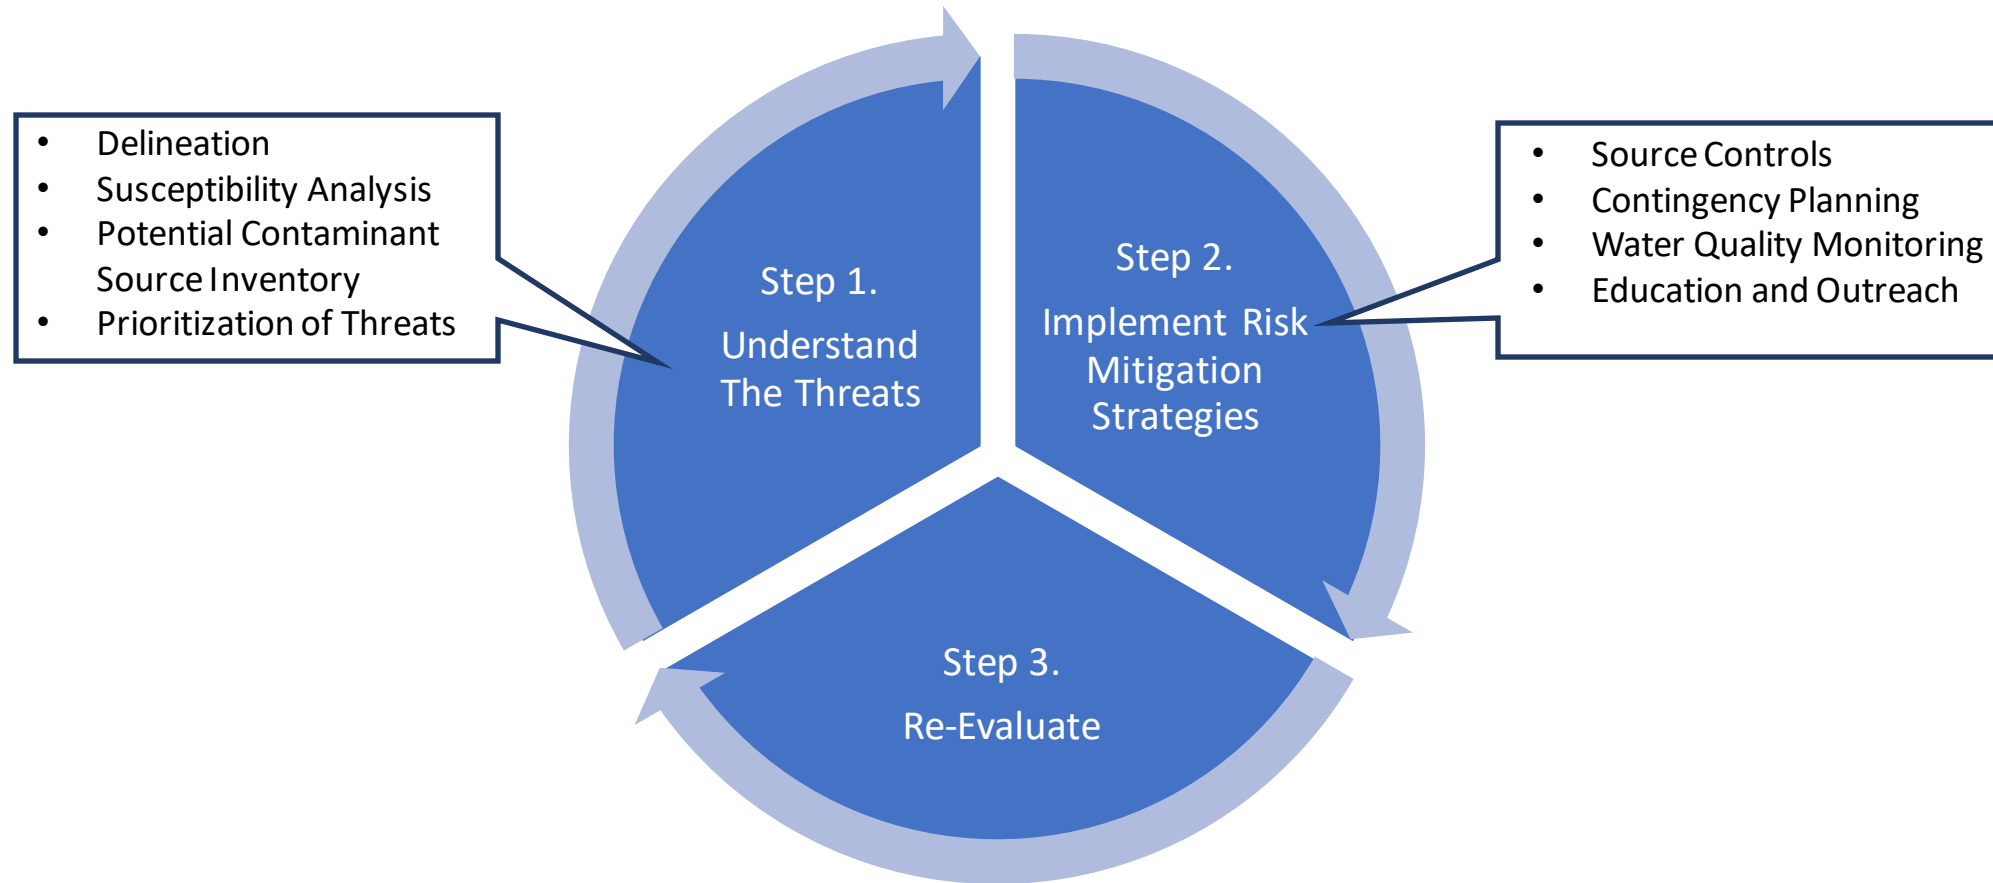 • Delineation
• Susceptibility Analysis
• Potential Contaminant
Source Inventory
• Prioritization of Threats
Step 1.
Understand
The Threats
Step 2.
Implement Risk
Mitigation
Strategies
• Source Controls
• Contingency Planning
• Water Quality Monitoring
• Education and Outreach
Step 3.
Re-Evaluate